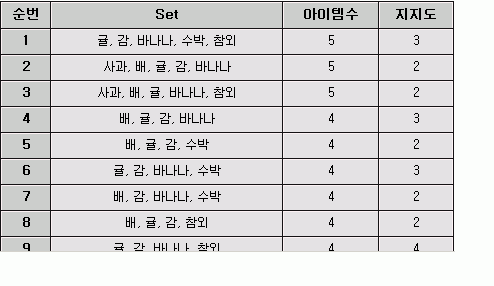 순번 Set 아이템수 지지도
1 귤, 감, 바나나, 수박, 참외 5 3
2 사과, 배, 귤, 감, 바나나 5 2
3 사과, 배, 귤, 바나나, 참외 5 2
4 배, 귤, 감, 바나나 4 3
5 배, 귤, 감, 수박 4 2
6 귤, 감, 바나나, 수박 4 3
7 배, 감, 바나나, 수박 4 2
8 배, 귤, 감, 참외 4 2
9 귤, 감, 바나나, 참외 4 4